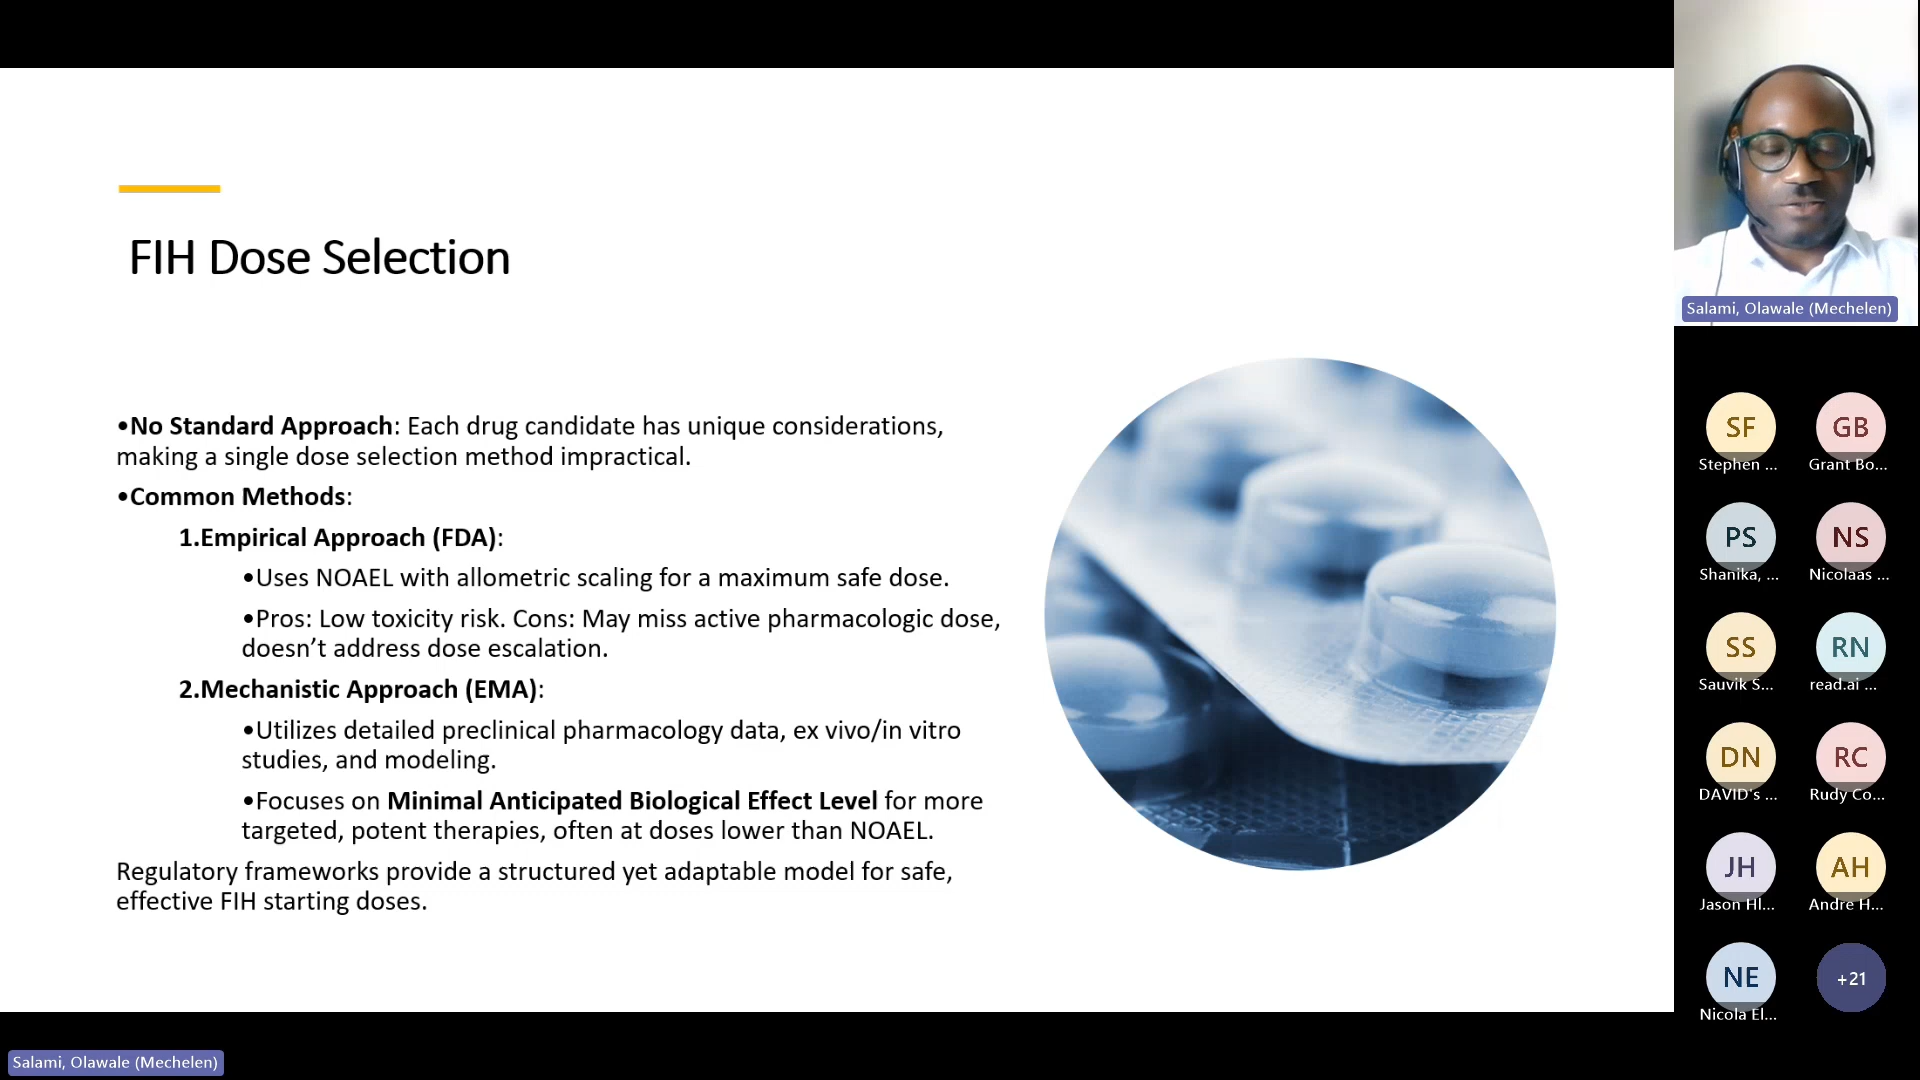 FIH Dose Selection
•No Standard Approach: Each drug candidate has unique considerations,
making a single dose selection method impractical.
•Common Methods:
1.Empirical Approach (FDA):
•Uses NOAEL with allometric scaling for a maximum safe dose.
•Pros: Low toxicity risk. Cons: May miss active pharmacologic dose,
doesn’t address dose escalation.
2.Mechanistic Approach (EMA):
•Utilizes detailed preclinical pharmacology data, ex vivo/in vitro
studies, and modeling.
•Focuses on Minimal Anticipated Biological Effect Level for more
targeted, potent therapies, often at doses lower than NOAEL.
Regulatory frameworks provide a structured yet adaptable model for safe,
effective FIH starting doses.
Salami, Olawale (Mechelen)
SF GB
Stephen ... Grant Bo...
PS NS
Shanika, ... Nicolaas ...
SS RN
Sauvik S... read.ai ...
DN RC
DAVID's ... Rudy Co...
JH AH
Jason Hl... Andre H...
NE +21
Nicola El...
Salami, Olawale (Mechelen)